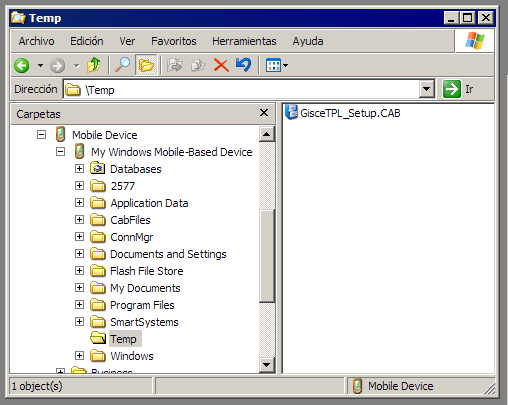 Temp
Archivo Edición Ver Favoritos Herramientas Ayuda
Dirección \Temp Ir
Carpetas
GisceTPL_Setup.CAB
Mobile Device
My Windows Mobile-Based Device
Databases
2577
Application Data
CabFiles
ConnMgr
Documents and Settings
Flash File Store
My Documents
Program Files
SmartSystems
Temp
Windows
Business
1 object(s) Mobile Device